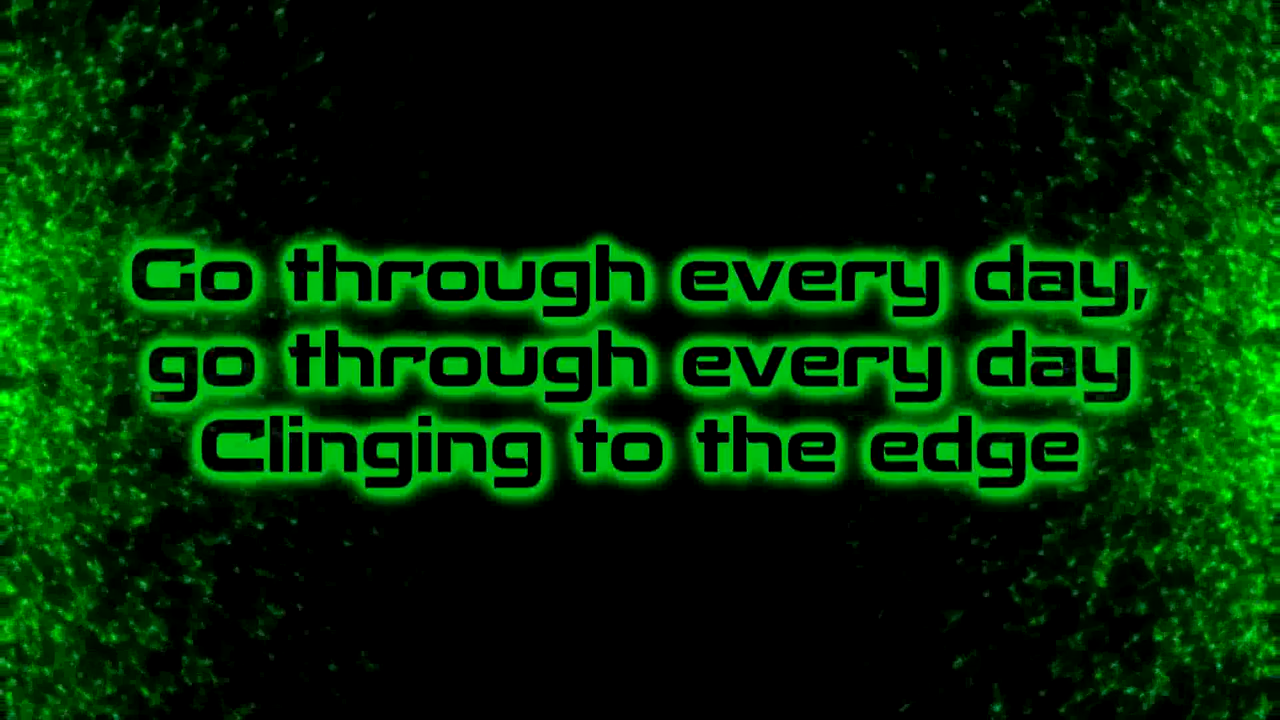 Go through every day,
go through every day
Clinging to the edge